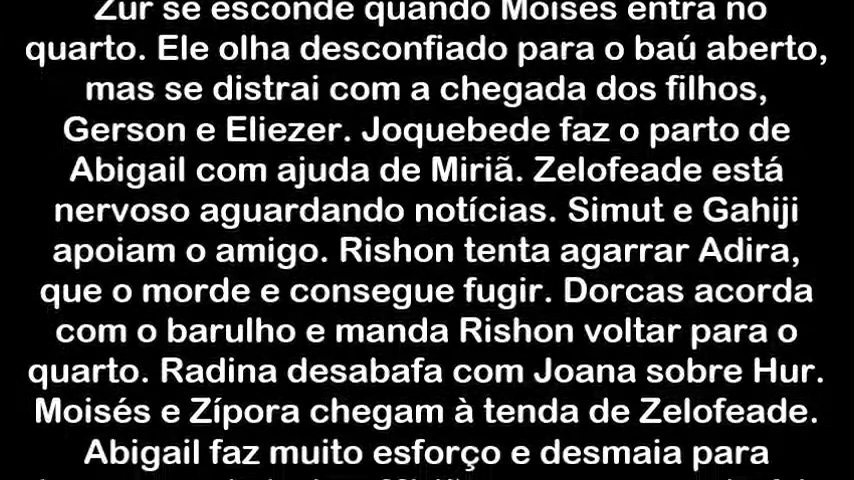 Zur se esconde quando Moisés entra no
quarto. Ele olha desconfiado para o baú aberto,
mas se distrai com a chegada dos filhos,
Gerson e Eliezer. Joquebede faz o parto de
Abigail com ajuda de Miriã. Zelofeade está
nervoso aguardando notícias. Simut e Gahiji
apoiam o amigo. Rishon tenta agarrar Adira,
que o morde e consegue fugir. Dorcas acorda
com o barulho e manda Rishon voltar para o
quarto. Radina desabafa com Joana sobre Hur.
Moisés e Zípora chegam à tenda de Zelofeade.
Abigail faz muito esforço e desmaia para